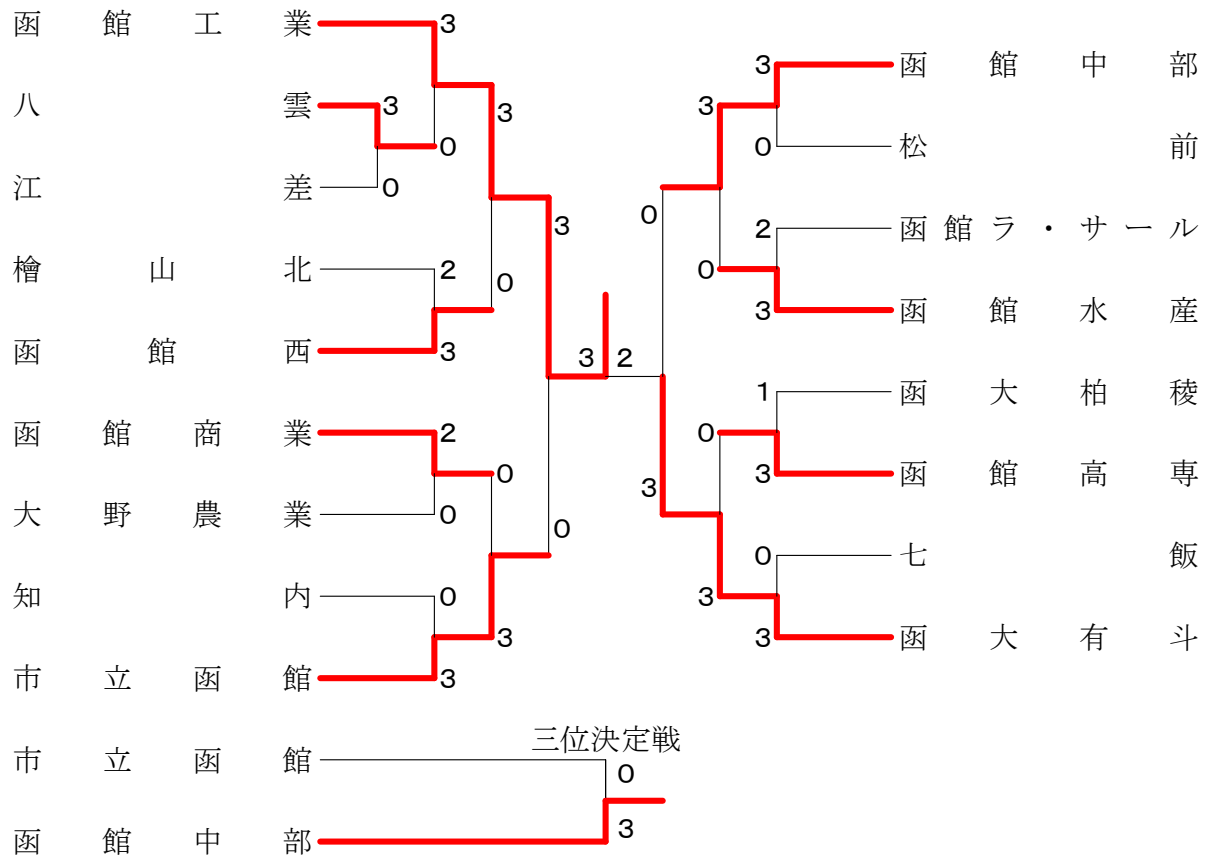 函館工業
3
八雲
3
3
0
江差
0
3
檜山北
2
0
函館西
3
3 2
函館商業
2
0
大野農業
0
0
知内
0
3
市立函館
3
3
函館中部
3
0
松前
0
2
函館ラ・サール
0
3
函館水産
1
函大柏稜
0
3
函館高専
3
0
七飯
3
3
函大有斗
三位決定戦
市立函館
0
函館中部
3